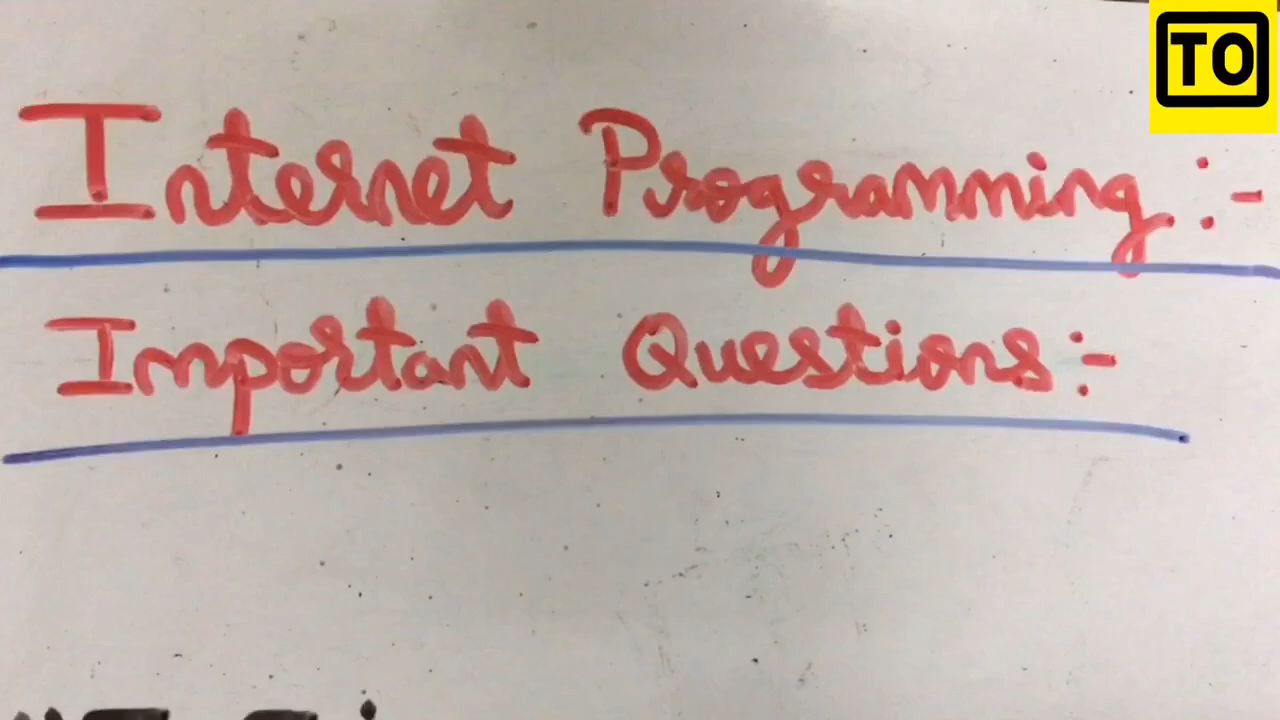 TO
Internet Programming :-
Important Questions :-